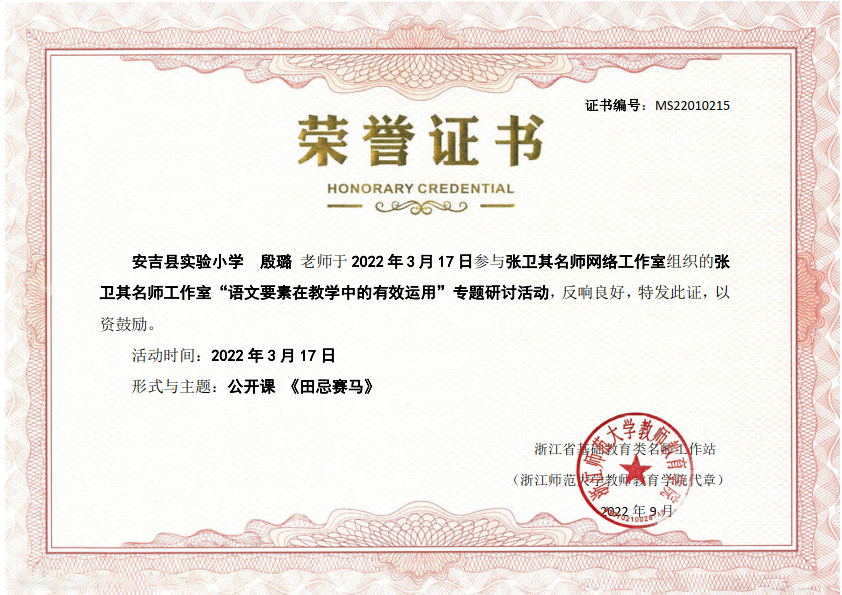 证书编号：MS22010215
荣誉证书
HONORARY CREDENTIAL
安吉县实验小学 殷璐 老师于 2022 年 3 月 17 日参与张卫其名师网络工作室组织的张
卫其名师工作室“语文要素在教学中的有效运用”专题研讨活动，反响良好，特发此证，以
资鼓励。
活动时间：2022 年 3 月 17 日
形式与主题：公开课 《田忌赛马》
浙江省基础教育类名师工作站
（浙江师范大学教师教育学院代章）
2022 年 9 月
浙江师范大学教师教育学院